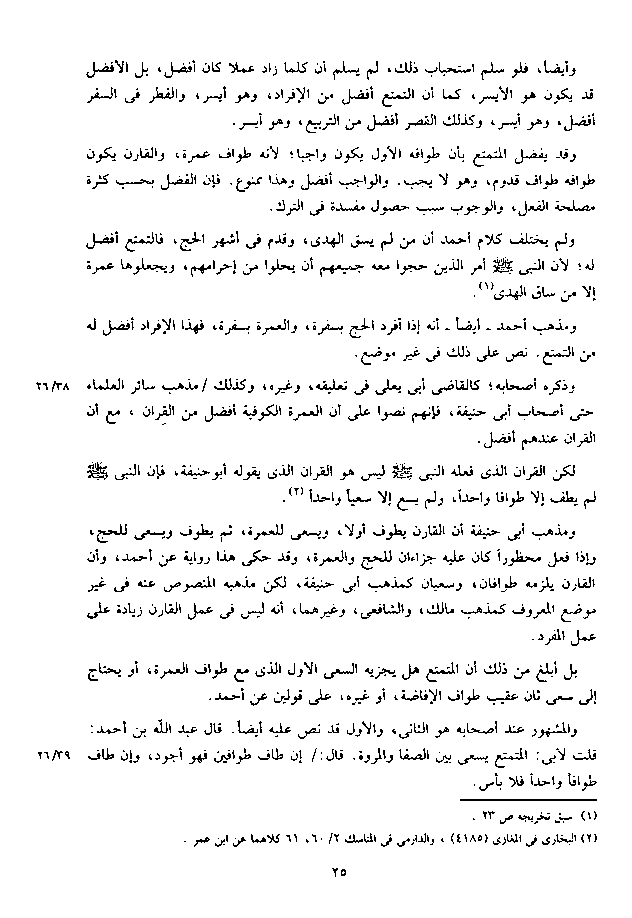 وأيضاً، فلو سلم استحباب ذلك، لم يسلم أن كلما زاد عملا كان أفضل، بل الأفضل
قد يكون هو الأيسر، كما أن التمتع أفضل من الإفراد، وهو أيسر، والفطر فى السفر
أفضل، وهو أيسر، وكذلك القصر أفضل من التربيع، وهو أيسر.
وقد يفضل المتمتع بأن طوافه الأول يكون واجبا؛ لأنه طواف عمرة، والقارن يكون
طوافه طواف قدوم، وهو لا يجب. والواجب أفضل وهذا ممنوع. فإن الفضل بحسب كثرة
مصلحة الفعل، والوجوب سبب حصول مفسدة فى الترك.
ولم يختلف كلام أحمد أن من لم يسق الهدى، وقدم فى أشهر الحج، فالتمتع أفضل
له؛ لأن النبى ﷺ أمر الذين حجوا معه جميعهم أن يحلوا من إحرامهم، ويجعلوها عمرة
إلا من ساق الهدى(١).
ومذهب أحمد ـ أيضاً ـ أنه إذا أفرد الحج بسفرة، والعمرة بسفرة، فهذا الإفراد أفضل له
من التمتع. نص على ذلك فى غير موضع.
وذكره أصحابه؛ كالقاضى أبى يعلى فى تعليقه، وغيره، وكذلك /مذهب سائر العلماء ٢٦/٣٨
حتى أصحاب أبى حنيفة، فإنهم نصوا على أن العمرة الكوفية أفضل من القِران ، مع أن
القران عندهم أفضل.
لكن القران الذى فعله النبى ﷺ ليس هو القران الذى يقوله أبوحنيفة، فإن النبى ﷺ
لم يطف إلا طوافا واحداً، ولم يسع إلا سعياً واحداً(٢).
ومذهب أبى حنيفة أن القارن يطوف أولا، ويسعى للعمرة، ثم يطوف ويسعى للحج،
وإذا فعل محظوراً كان عليه جزاءان للحج والعمرة، وقد حكى هذا رواية عن أحمد، وأن
القارن يلزمه طوافان، وسعيان كمذهب أبى حنيفة، لكن مذهبه المنصوص عنه فى غير
موضع المعروف كمذهب مالك، والشافعى، وغيرهما، أنه ليس فى عمل القارن زيادة على
عمل المفرد.
بل أبلغ من ذلك أن المتمتع هل يجزيه السعى الأول الذى مع طواف العمرة، أو يحتاج
إلى سعى ثان عقيب طواف الإفاضة، أو غيره، على قولين عن أحمد.
والمشهور عند أصحابه هو الثانى، والأول قد نص عليه أيضاً. قال عبد اللّه بن أحمد:
قلت لأبى: المتمتع يسعى بين الصفا والمروة. قال:/ إن طاف طوافين فهو أجود، وإن طاف ٢٦/٣٩
طوافاً واحداً فلا بأس.
(١) سبق تخريجه ص ٢٣ .
(٢) البخارى فى المغازى (٤١٨٥) ، والدارمى فى المناسك ٢/ ٦٠، ٦١ كلاهما عن ابن عمر .
٢٥